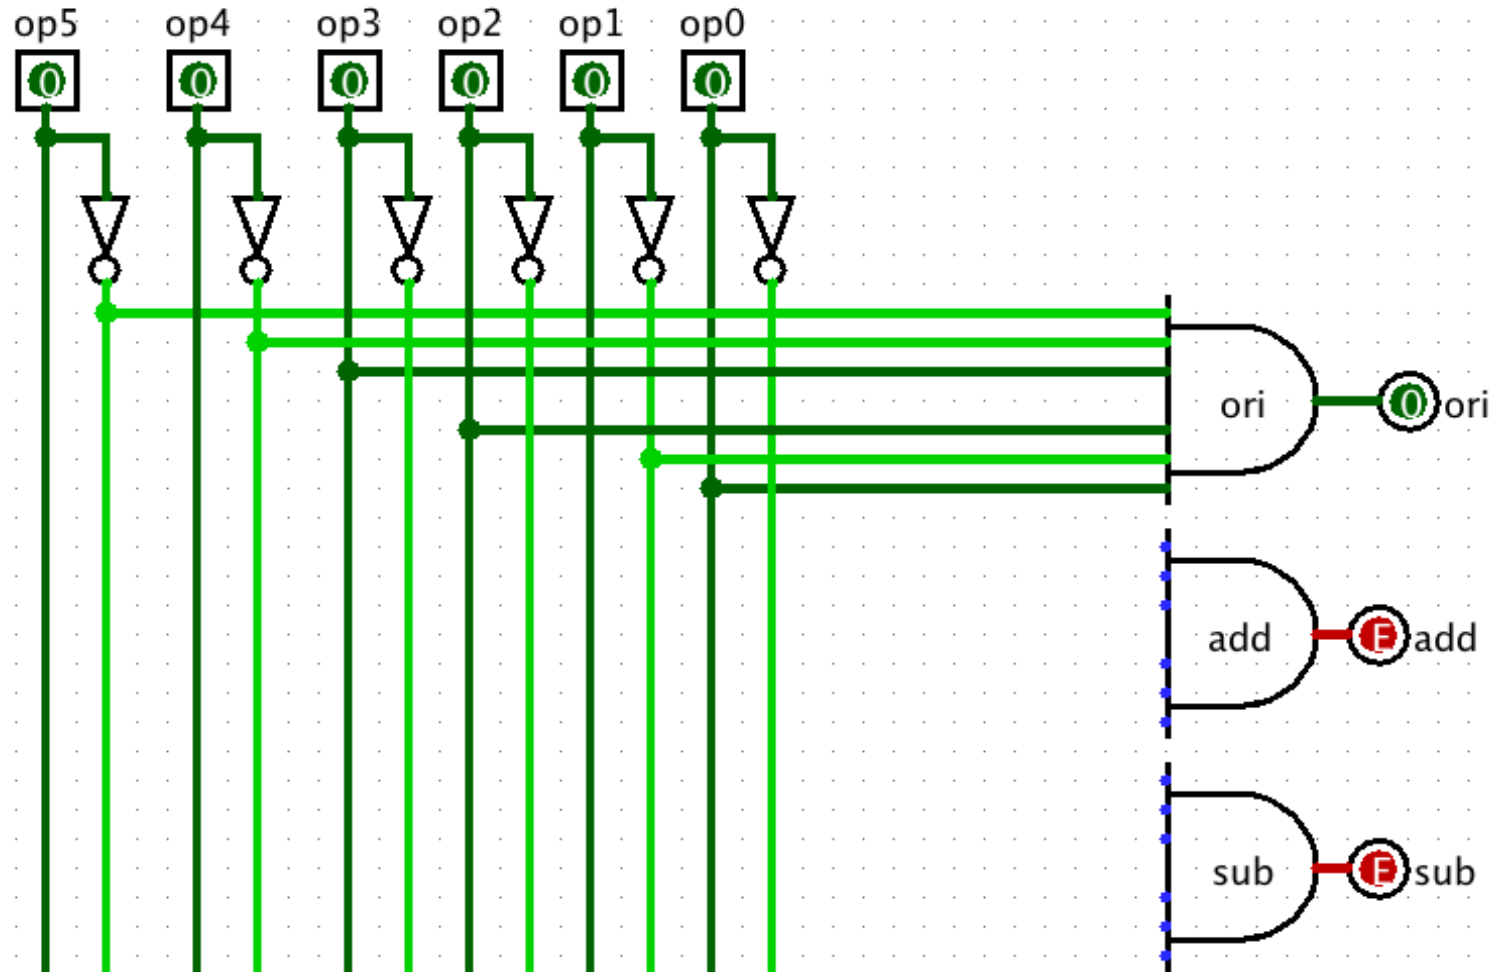 op5 op4 op3 op2 op1 op0
0 0 0 0 0 0
ori 0 ori
add E add
sub E sub